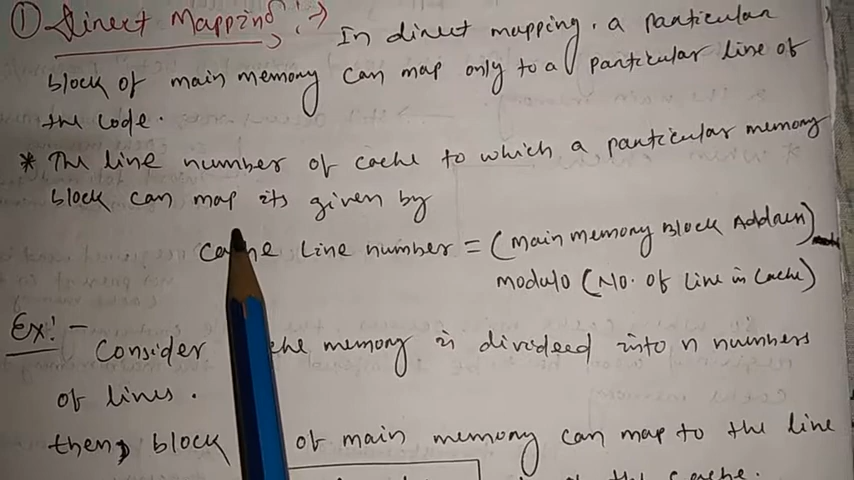 ① Direct Mapping :→ In direct mapping. a particular
block of main memory can map only to a particular line of
the code.
* The line number of cache to which a particular memory
block can map its given by
cache line number = (main memory Block Address)
modulo (No. of line in Cache)
Ex:- Consider cache memory is divideed into n numbers
of lines.
then, block of main memory can map to the line
the cache.